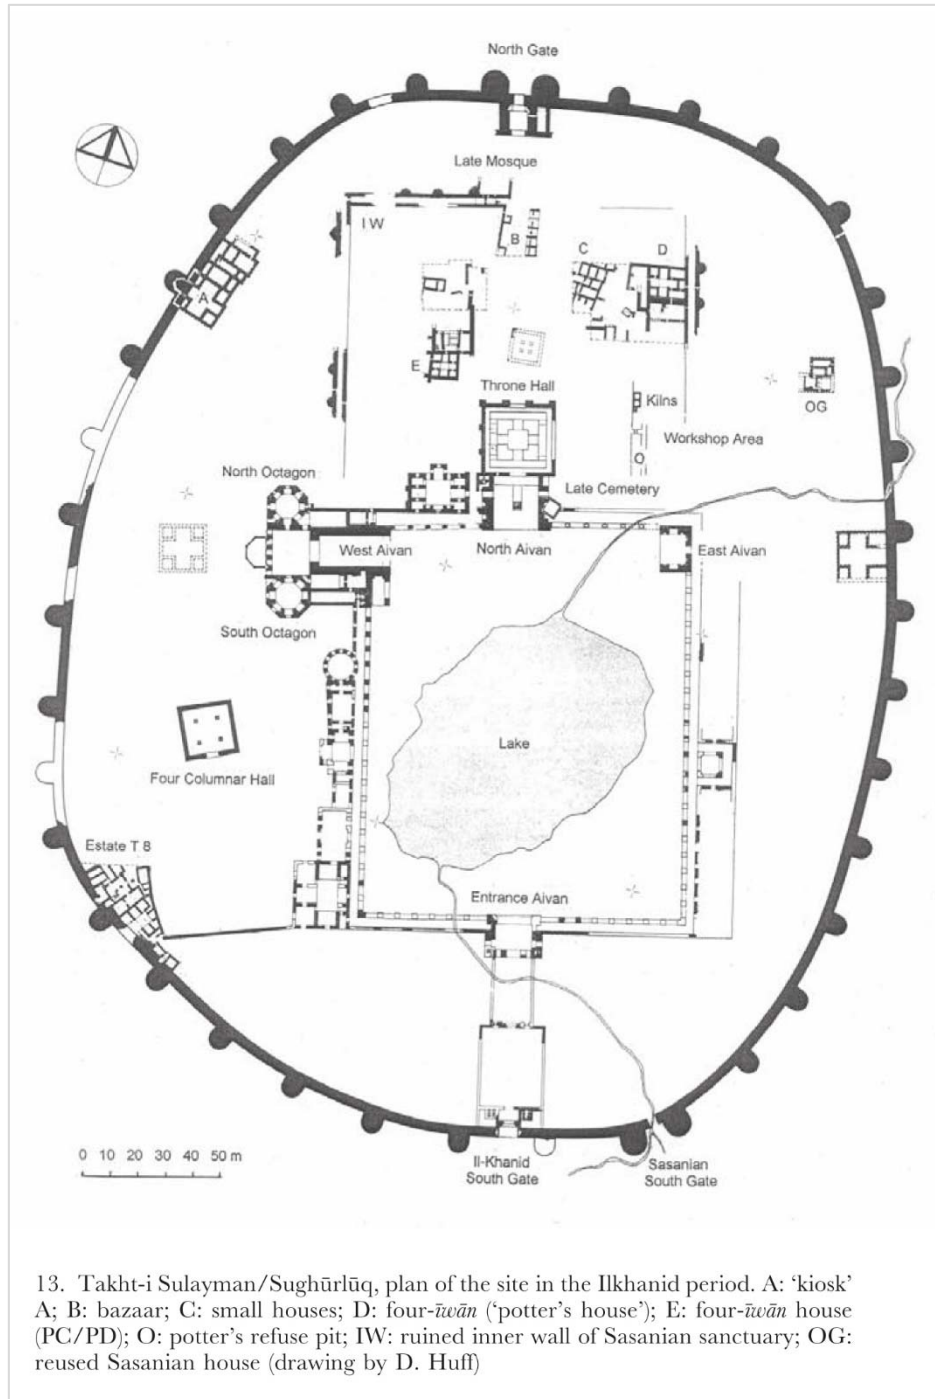 North Gate
Late Mosque
I W
B
C
D
A
E
Throne Hall
Kilns
OG
Workshop Area
O
North Octagon
Late Cemetery
West Aivan
North Aivan
East Aivan
South Octagon
Lake
Four Columnar Hall
Estate T 8
Entrance Aivan
0 10 20 30 40 50 m
Il-Khanid
South Gate
Sasanian
South Gate
13. Takht-i Sulayman/Sughūrlūq, plan of the site in the Ilkhanid period. A: ‘kiosk’
A; B: bazaar; C: small houses; D: four-īwān (‘potter’s house’); E: four-īwān house
(PC/PD); O: potter’s refuse pit; IW: ruined inner wall of Sasanian sanctuary; OG:
reused Sasanian house (drawing by D. Huff)